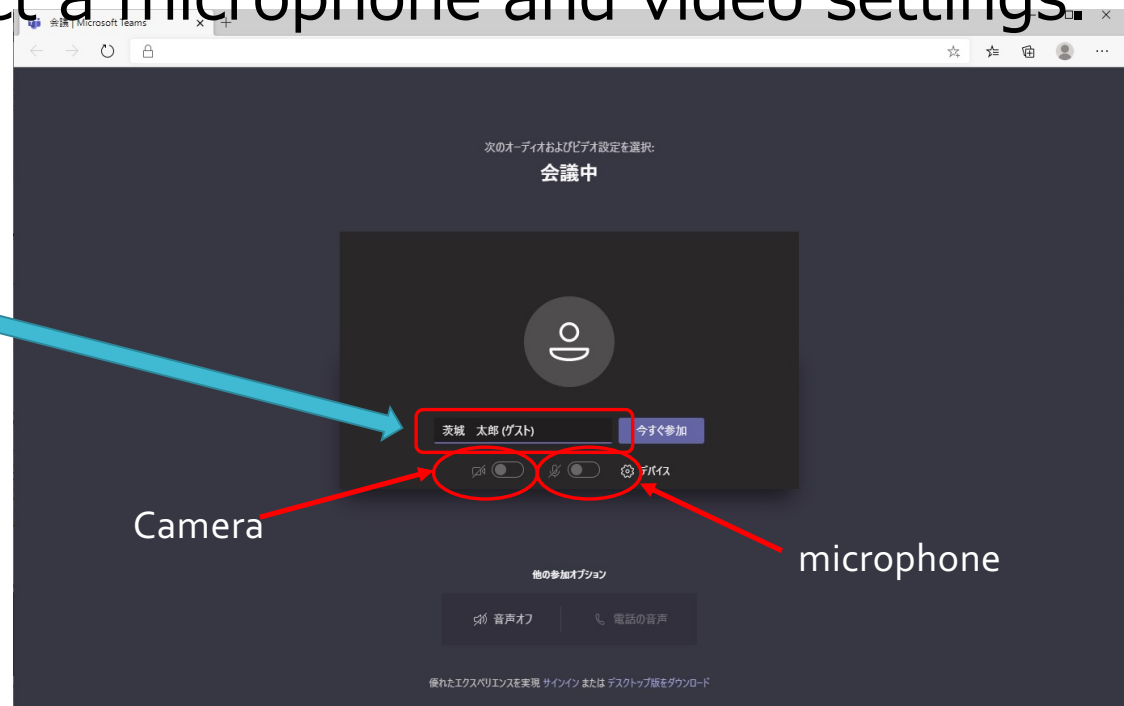 ct a microphone and video settings.
会議 | Microsoft Teams
次のオーディオおよびビデオ設定を選択:
会議中
茨城 太郎 (ゲスト)
今すぐ参加
デバイス
Camera
microphone
他の参加オプション
音声オフ
電話の音声
優れたエクスペリエンスを実現 サインイン または デスクトップ版をダウンロード